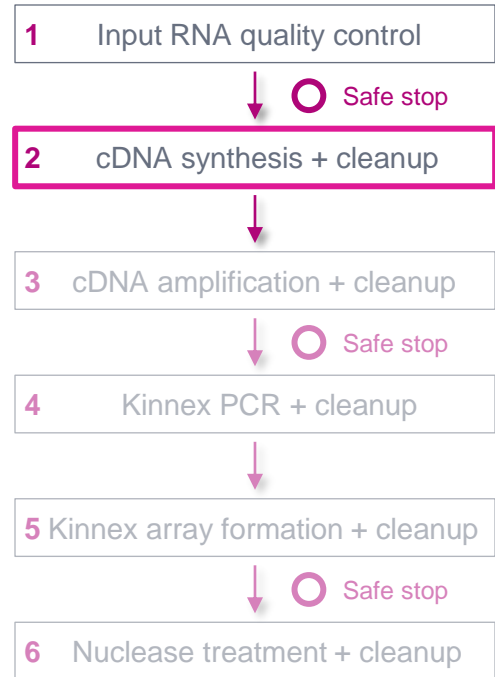 1 Input RNA quality control
Safe stop
2 cDNA synthesis + cleanup
3 cDNA amplification + cleanup
Safe stop
4 Kinnex PCR + cleanup
5 Kinnex array formation + cleanup
Safe stop
6 Nuclease treatment + cleanup